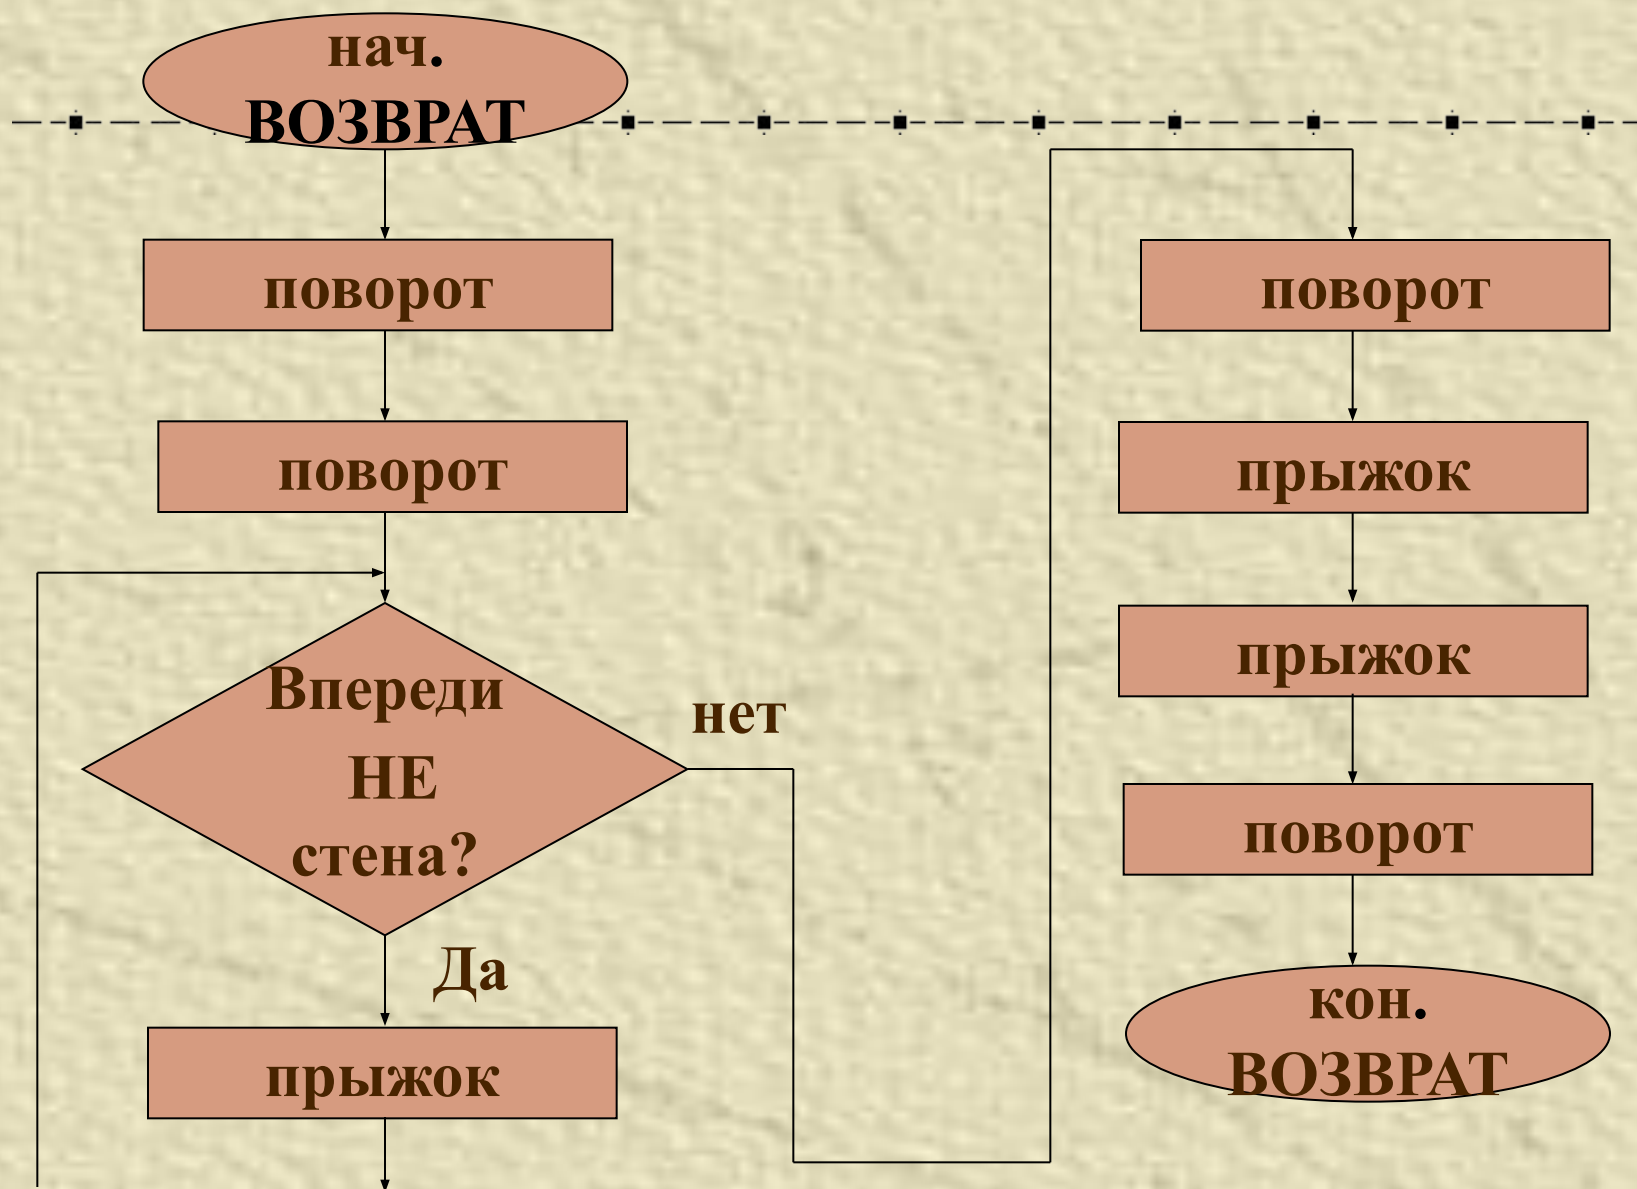 нач.
ВОЗВРАТ
поворот
поворот
Впереди
НЕ
стена?
нет
Да
прыжок
поворот
прыжок
прыжок
поворот
кон.
ВОЗВРАТ